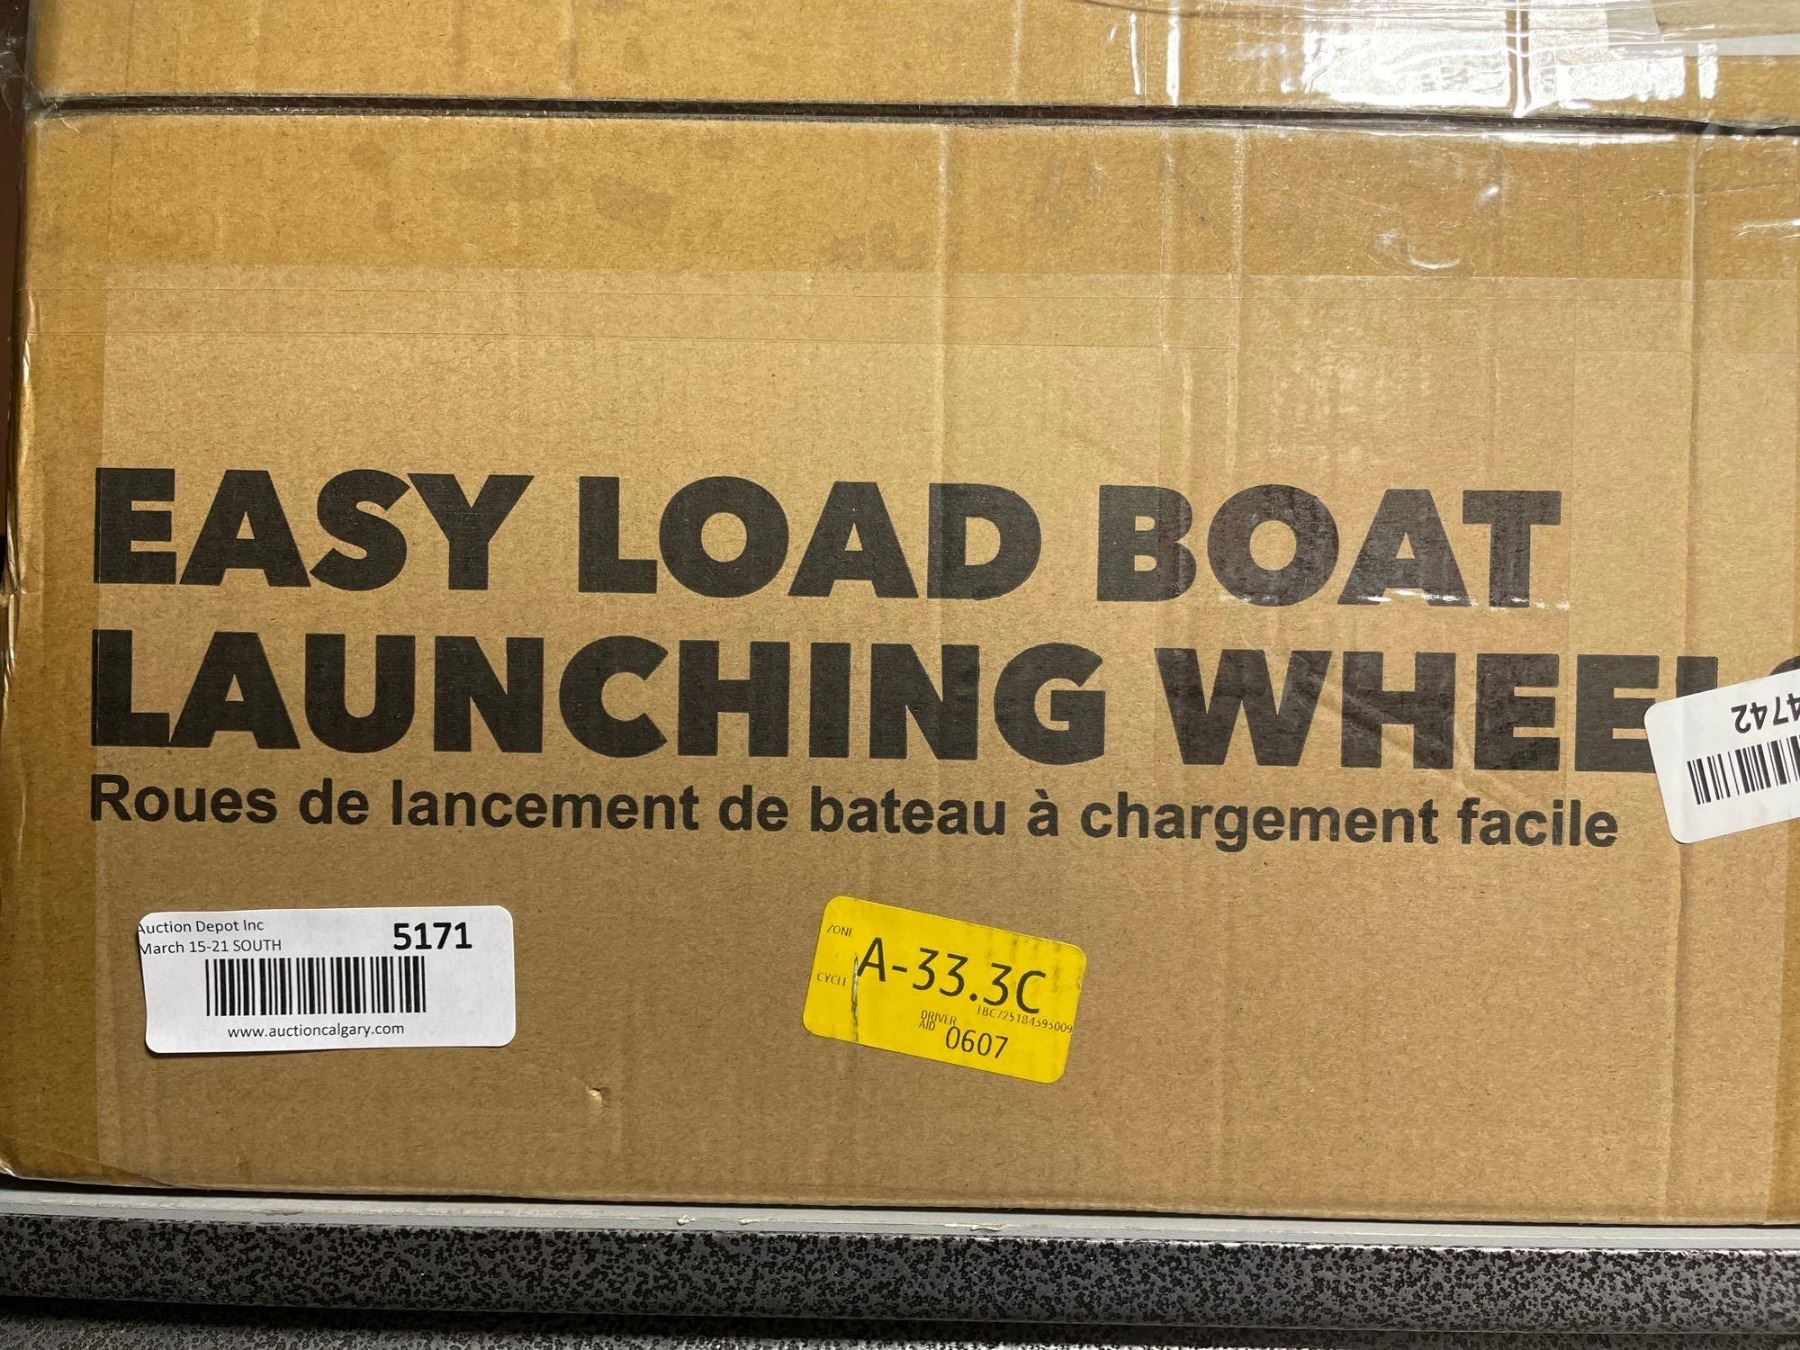 EASY LOAD BOAT
LAUNCHING WHEELS
Roues de lancement de bateau à chargement facile
4742
Auction Depot Inc
March 15-21 SOUTH
5171
www.auctioncalgary.com
ZONE
A-33.3C
CYCLE
DRIVER
AID
0607